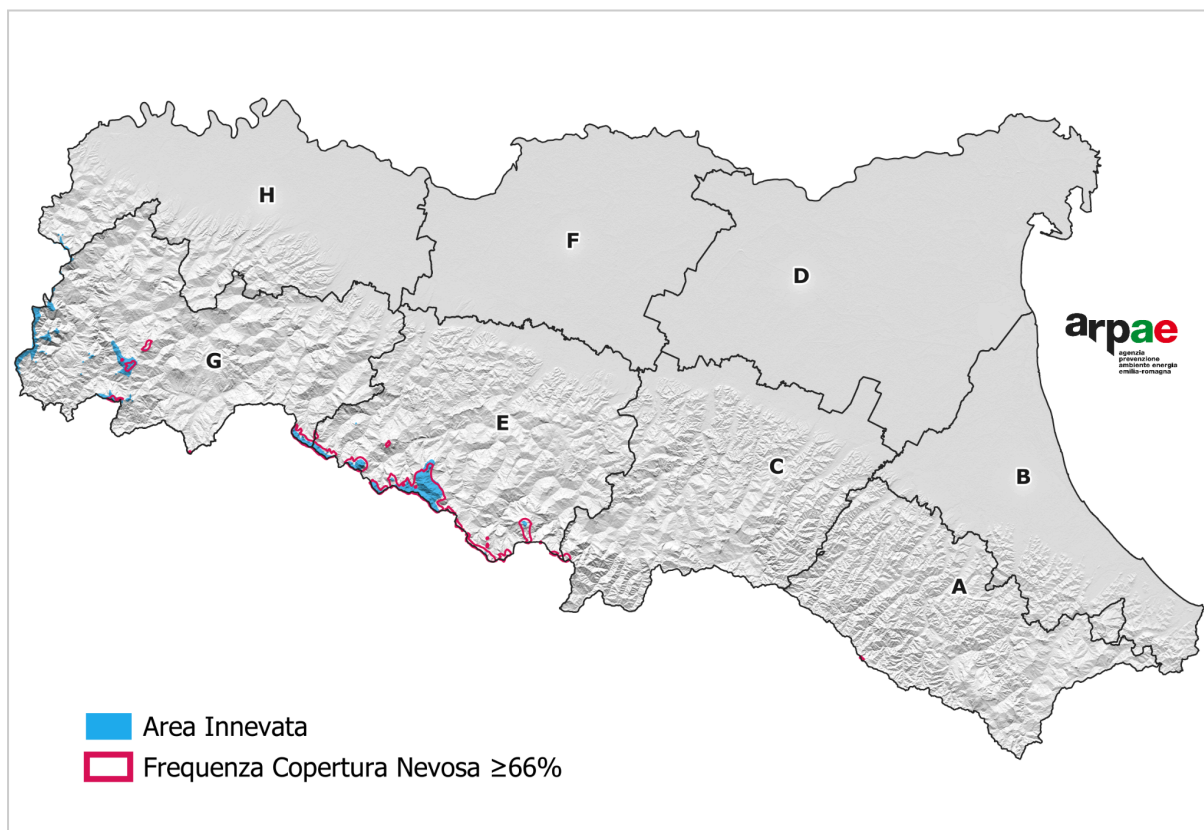 H
F
D
G
E
C
B
A
arpae
agenzia
prevenzione
ambiente energia
emilia-romagna
Area Innevata
Frequenza Copertura Nevosa ≥66%